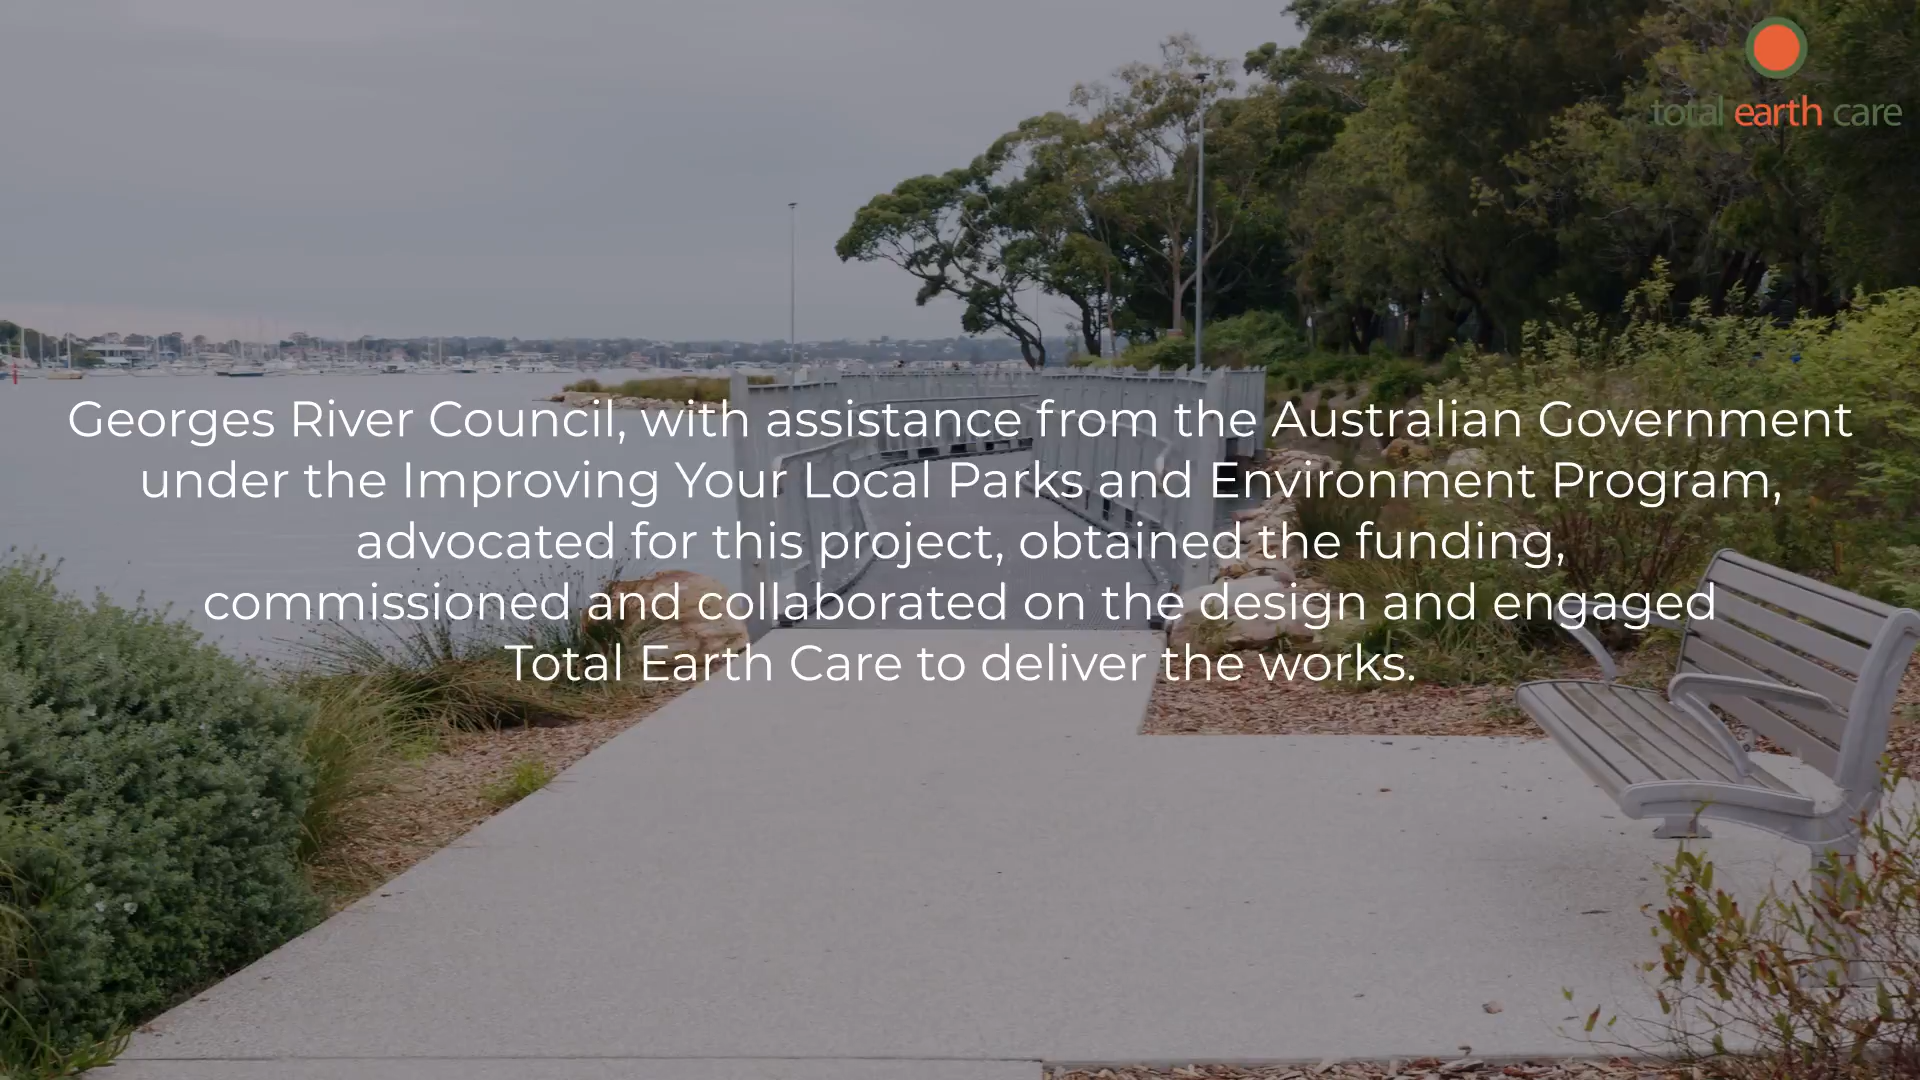 total earth care
Georges River Council, with assistance from the Australian Government
under the Improving Your Local Parks and Environment Program,
advocated for this project, obtained the funding,
commissioned and collaborated on the design and engaged
Total Earth Care to deliver the works.